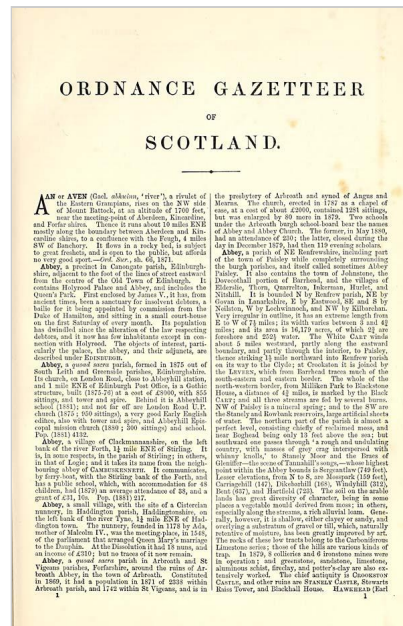 ORDNANCE GAZETTEER
OF
SCOTLAND.
AAN or AVEN (Gael. abhuinn, 'river'), a rivulet of
the Eastern Grampians, rises on the NW side
of Mount Battock, at an altitude of 1700 feet,
near the meeting-point of Aberdeen, Kincardine,
and Forfar shires. Thence it runs about 10 miles ENE
mostly along the boundary between Aberdeen and Kin-
cardine shires, to a confluence with the Feugh, 4 miles
SW of Banchory. It flows in a rocky bed, is subject
to great freshets, and is open to the public, but affords
no very good sport.—Ord. Sur., sh. 66, 1871.
Abbey, a precinct in Canongate parish, Edinburgh-
shire, adjacent to the foot of the lines of street eastward
from the centre of the Old Town of Edinburgh. It
contains Holyrood Palace and Abbey, and includes the
Queen's Park. First enclosed by James V., it has, from
ancient times, been a sanctuary for insolvent debtors, a
bailie for it being appointed by commission from the
Duke of Hamilton, and sitting in a small court-house
on the first Saturday of every month. Its population
has dwindled since the alteration of the law respecting
debtors, and it now has few inhabitants except in con-
nection with Holyrood. The objects of interest, parti-
cularly the palace, the abbey, and their adjuncts, are
described under EDINBURGH.
Abbey, a quoad sacra parish, formed in 1875 out of
South Leith and Greenside parishes, Edinburghshire.
Its church, on London Road, close to Abbeyhill station,
and 1 mile ENE of Edinburgh Post Office, is a Gothic
structure, built (1875-76) at a cost of £8000, with 855
sittings, and tower and spire. Behind it is Abbeyhill
school (1881); and not far off are London Road U.P.
church (1875; 950 sittings), a very good Early English
edifice, also with tower and spire, and Abbeyhill Epis-
copal mission church (1880; 300 sittings) and school.
Pop. (1881) 4132.
Abbey, a village of Clackmannanshire, on the left
bank of the river Forth, 1½ mile ENE of Stirling. It
is, in some respects, in the parish of Stirling; in others,
in that of Logie; and it takes its name from the neigh-
bouring abbey of CAMBUSKENNETH. It communicates,
by ferry-boat, with the Stirling bank of the Forth, and
has a public school, which, with accommodation for 48
children, had (1879) an average attendance of 38, and a
grant of £31, 10s. Pop. (1881) 217.
Abbey, a small village, with the site of a Cistercian
nunnery, in Haddington parish, Haddingtonshire, on
the left bank of the river Tyne, 1½ mile ENE of Had-
dington town. The nunnery, founded in 1178 by Ada,
mother of Malcolm IV., was the meeting-place, in 1548,
of the parliament that arranged Queen Mary's marriage
to the Dauphin. At the Dissolution it had 18 nuns, and
an income of £310; but no traces of it now remain.
Abbey, a quoad sacra parish in Arbroath and St
Vigeans parishes, Forfarshire, around the ruins of Ar-
broath Abbey, in the town of Arbroath. Constituted
in 1869, it had a population in 1871 of 2338 within
Arbroath parish, and 1742 within St Vigeans, and is in
1
the presbytery of Arbroath and synod of Angus and
Mearns. The church, erected in 1787 as a chapel of
ease, at a cost of about £2000, contained 1281 sittings,
but was enlarged by 80 more in 1879. Two schools
under the Arbroath burgh school-board bear the names
of Abbey and Abbey Church. The former, in May 1880,
had an attendance of 200; the latter, closed during the
day in December 1879, had then 119 evening scholars.
Abbey, a parish of NE Renfrewshire, including part
of the town of Paisley while completely surrounding
the burgh parishes, and itself called sometimes Abbey
Paisley. It also contains the town of Johnstone, the
Dovecothall portion of Barrhead, and the villages of
Elderslie, Thorn, Quarrelton, Inkerman, Hurlet, and
Nitshill. It is bounded N by Renfrew parish, NE by
Govan in Lanarkshire, E by Eastwood, SE and S by
Neilston, W by Lochwinnoch, and NW by Kilbarchan.
Very irregular in outline, it has an extreme length from
E to W of 7¾ miles; its width varies between 3 and 4¾
miles; and its area is 16,179 acres, of which 2¼ are
foreshores and 252¼ water. The WHITE CART winds
about 5 miles westward, partly along the eastward
boundary, and partly through the interior, to Paisley,
thence striking 1½ mile northward into Renfrew parish
on its way to the Clyde; at Crookston it is joined by
the LEVERN, which from Barrhead traces much of the
south-eastern and eastern border. The whole of the
north-western border, from Milliken Park to Blackstone
House, a distance of 4¾ miles, is marked by the Black
CART; and all three streams are fed by several burns.
NW of Paisley is a mineral spring; and to the SW are
the Stanely and Rowbank reservoirs, large artificial sheets
of water. The northern part of the parish is almost a
perfect level, consisting chiefly of reclaimed moss, and
near Bogheaд being only 13 feet above the sea; but
southward one passes through 'a rough and undulating
country, with masses of grey crag interspersed with
whinny knolls,' to Stanely Moor and the Braes of
Gleniffer—the scene of Tannahill's songs,—whose highest
point within the Abbey bounds is Sergeantlaw (749 feet).
Lesser elevations, from N to S, are Mosspark (159 feet),
Carriagehill (147), Dikebarhill (168), Windyhill (312),
Bent (637), and Hartfield (723). The soil on the arable
lands has great diversity of character, being in some
places a vegetable mould derived from moss; in others,
especially along the streams, a rich alluvial loam. Gene-
rally, however, it is shallow, either clayey or sandy, and
overlying a substratum of gravel or till, which, naturally
retentive of moisture, has been greatly improved by art.
The rocks of these low tracts belong to the Carboniferous
Limestone series; those of the hills are various kinds of
trap. In 1879, 8 collieries and 6 ironstone mines were
in operation; and greenstone, sandstone, limestone,
aluminous schist, fireclay, and potter's-clay are also ex-
tensively worked. The chief antiquity is CROOKSTON
CASTLE, and other ruins are STANELY CASTLE, Stewarts
Raiss Tower, and Blackhall House. HAWKHEAD (Earl
1